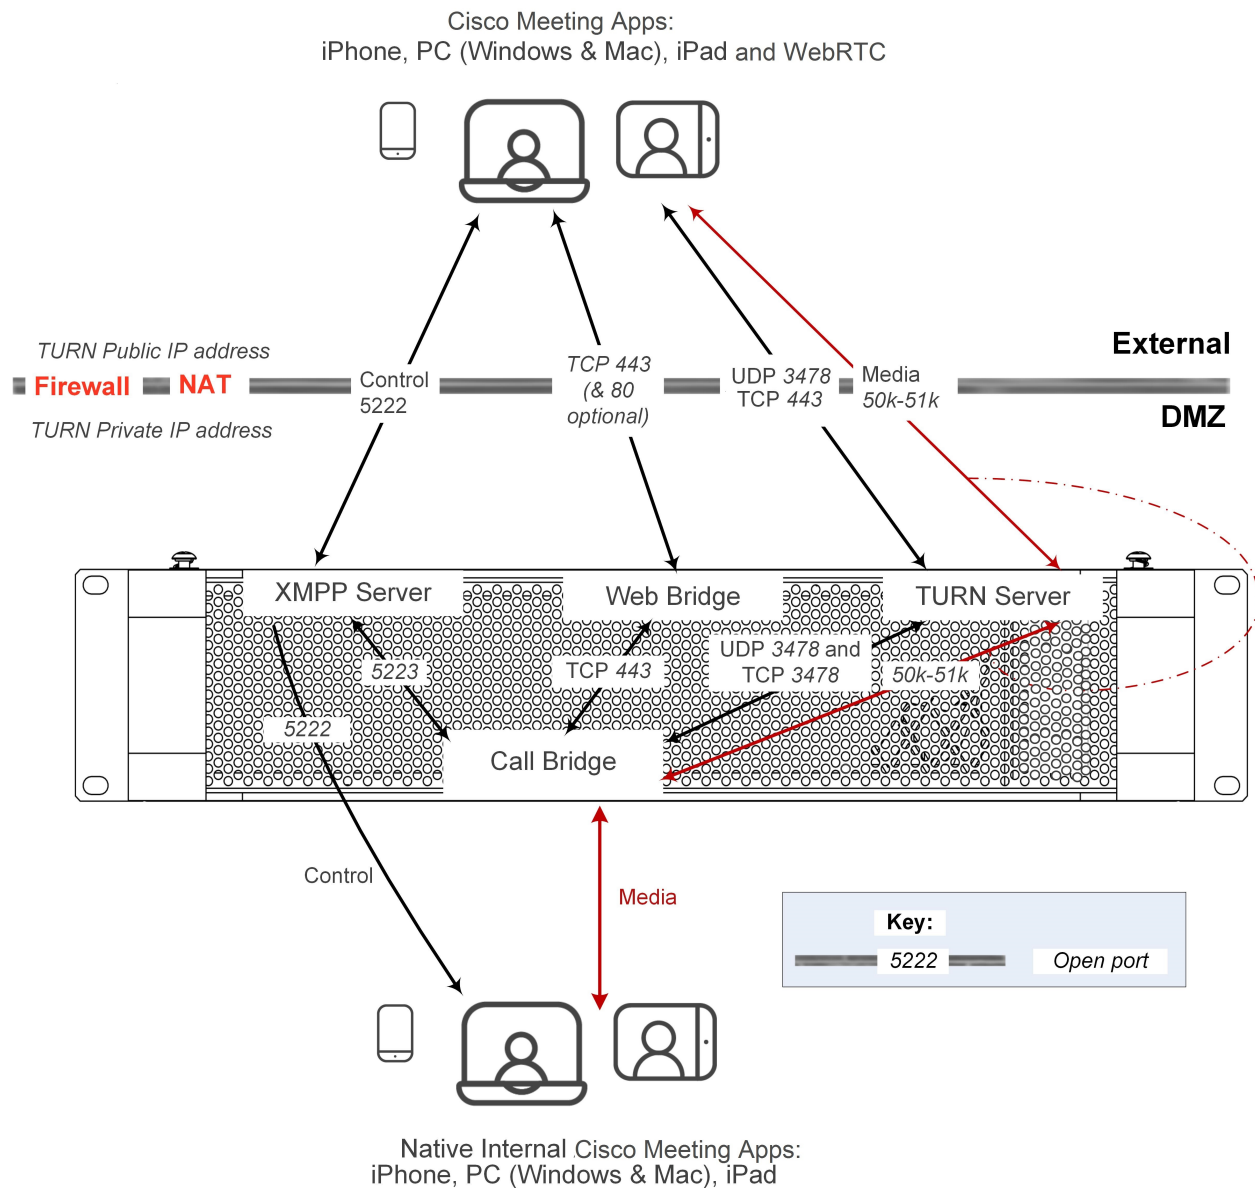 Cisco Meeting Apps:
iPhone, PC (Windows & Mac), iPad and WebRTC
TURN Public IP address
External
Firewall
NAT
Control
5222
TCP 443
(& 80
optional)
UDP 3478
TCP 443
Media
50k-51k
DMZ
TURN Private IP address
XMPP Server
Web Bridge
TURN Server
5223
TCP 443
UDP 3478 and
TCP 3478
50k-51k
5222
Call Bridge
Control
Media
Key:
5222
Open port
Native Internal Cisco Meeting Apps:
iPhone, PC (Windows & Mac), iPad